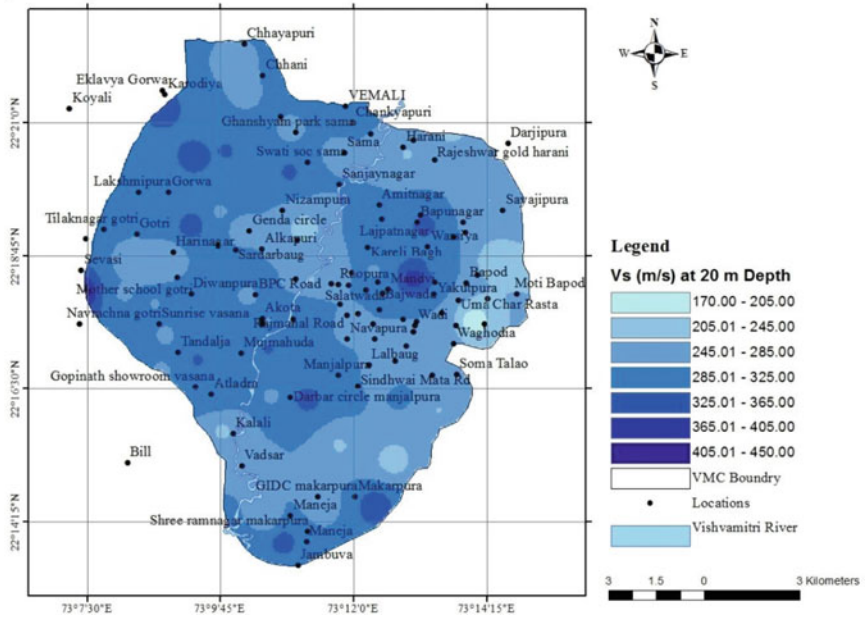 N
W E
S
Chhayapuri
Chhani
Eklavya Gorwa
Karodiya
Koyali
VEMALI
Chankyapuri
22°21'0"N
Ghanshyam park sama
Harani
Darjipura
Sama
Swati soc sama
Rajeshwar gold harani
Sanjaynagar
Lakshmipura
Gorwa
Nizampura
Amitnagar
Savajipura
Bapunagar
Tilaknagar gotri
Gotri
Genda circle
Lajpatnagar
Harinagar
Alkapuri
Kareli Bagh
22°18'45"N
Sardarbaug
Sevasi
Bapod
Mother school gotri
Diwanpura
BPC Road
Mandvi
Yakutpura
Moti Bapod
Salatwada
Bajwada
Uma Char Rasta
Akota
Sunrise vasana
Rajmahal Road
Navapura
Wadi
Waghodia
Tandalja
Mujmahuda
Lalbaug
Manjalpura
Soma Talao
22°16'30"N
Gopinath showroom vasana
Sindhwai Mata Rd
Darbar circle manjalpura
Kalali
Bill
Vadsar
GIDC makarpura
Makarpura
Maneja
22°14'15"N
Shree ramnagar makarpura
Maneja
Jambuva
73°7'30"E
73°9'45"E
73°12'0"E
73°14'15"E
Legend
Vs (m/s) at 20 m Depth
170.00 - 205.00
205.01 - 245.00
245.01 - 285.00
285.01 - 325.00
325.01 - 365.00
365.01 - 405.00
405.01 - 450.00
VMC Boundry
Locations
Vishvamitri River
3 1.5 0 3 Kilometers